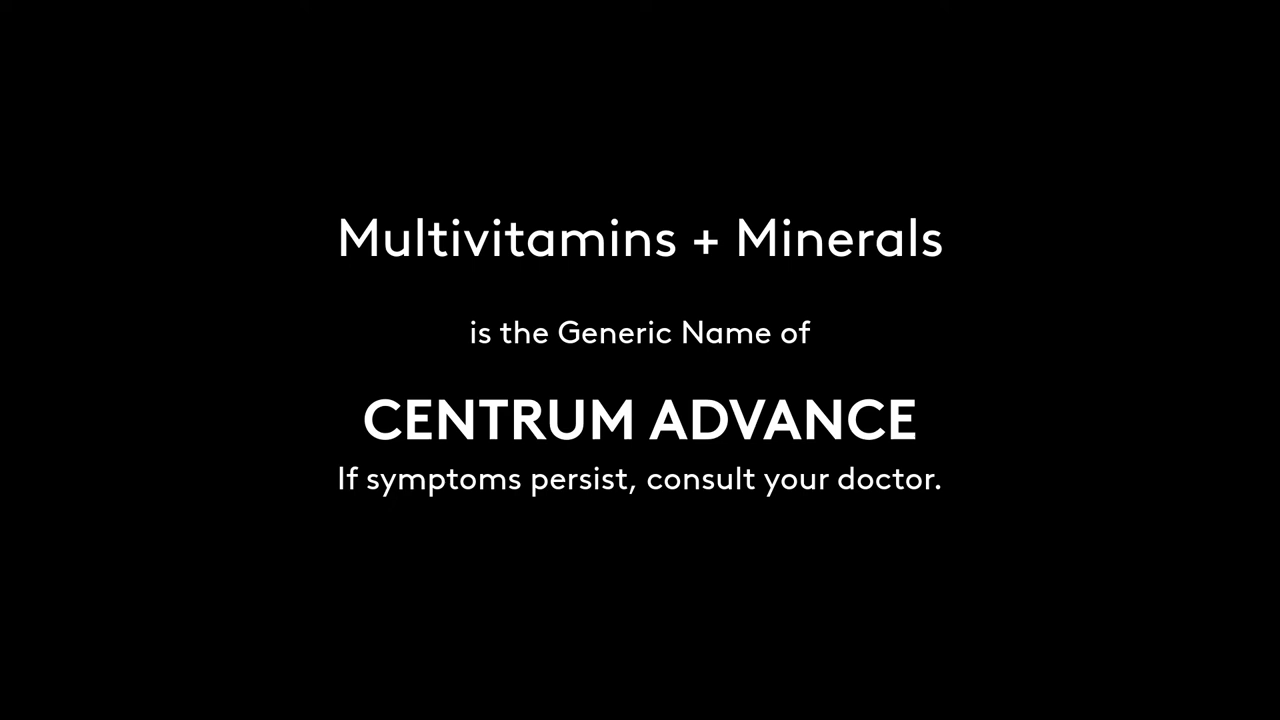 Multivitamins + Minerals
is the Generic Name of
CENTRUM ADVANCE
If symptoms persist, consult your doctor.